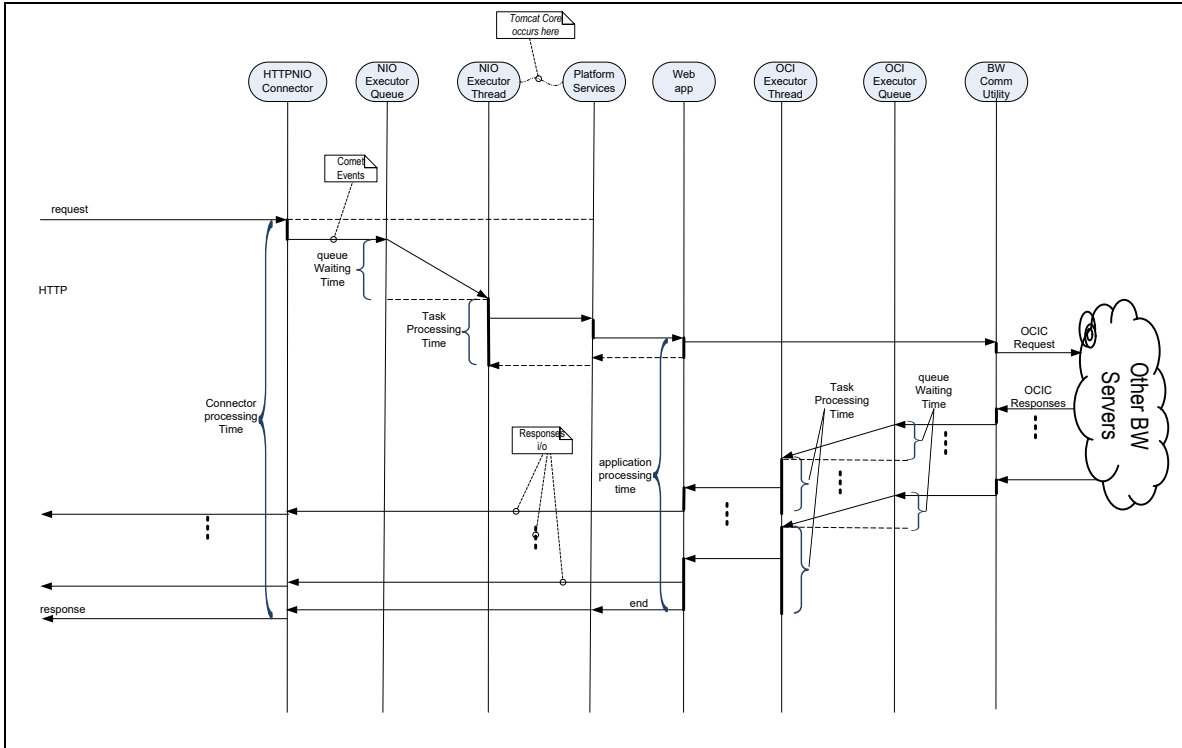 Tomcat Core
occurs here
HTTPNIO
Connector
NIO
Executor
Queue
NIO
Executor
Thread
Platform
Services
Web
app
OCI
Executor
Thread
OCI
Executor
Queue
BW
Comm
Utility
Comet
Events
request
queue
Waiting
Time
HTTP
Task
Processing
Time
OCIC
Request
Other BW
Servers
OCIC
Responses
queue
Waiting
Time
Task
Processing
Time
Connector
processing
Time
Responses
i/o
application
processing
time
end
response